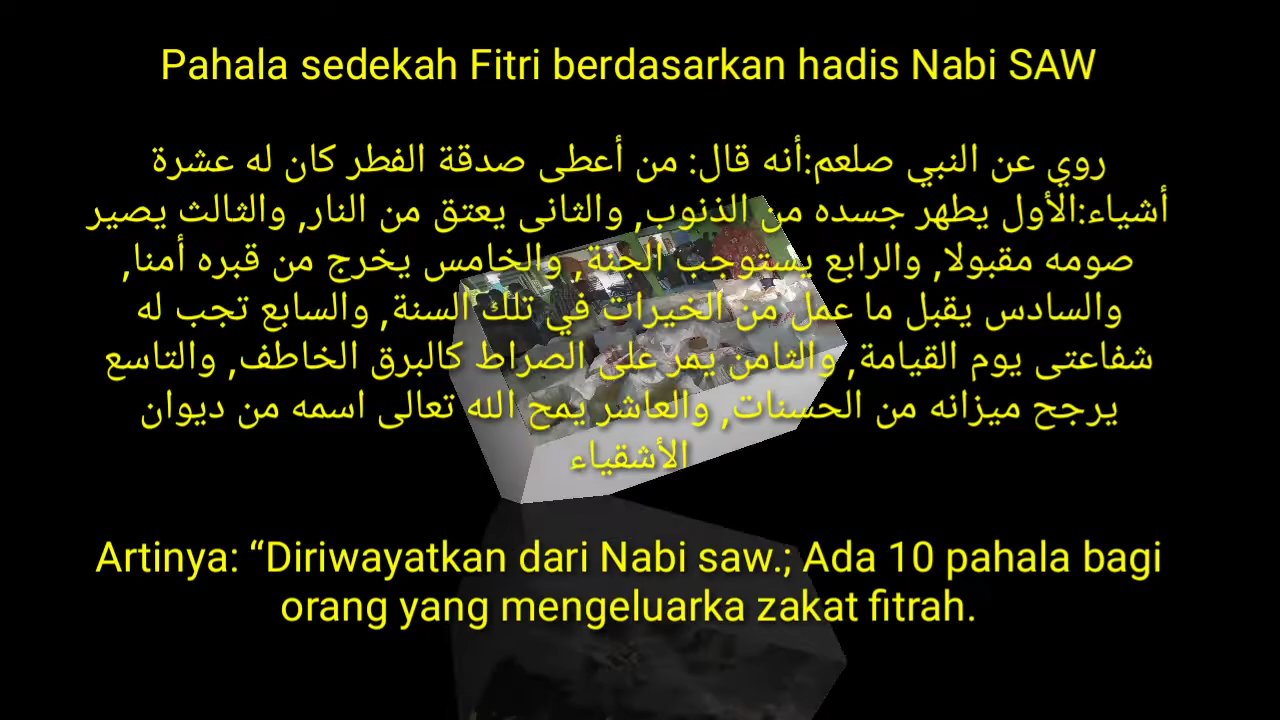 Pahala sedekah Fitri berdasarkan hadis Nabi SAW
روي عن النبي صلعم:أنه قال: من أعطى صدقة الفطر كان له عشرة
أشياء:الأول يطهر جسده من الذنوب, والثانى يعتق من النار, والثالث يصير
صومه مقبولا, والرابع يستوجب الجنة, والخامس يخرج من قبره أمنا,
والسادس يقبل ما عمل من الخيرات في تلك السنة, والسابع تجب له
شفاعتى يوم القيامة, والثامن يمر على الصراط كالبرق الخاطف, والتاسع
يرجح ميزانه من الحسنات, والعاشر يمح الله تعالى اسمه من ديوان
الأشقياء
Artinya: “Diriwayatkan dari Nabi saw.; Ada 10 pahala bagi
orang yang mengeluarka zakat fitrah.